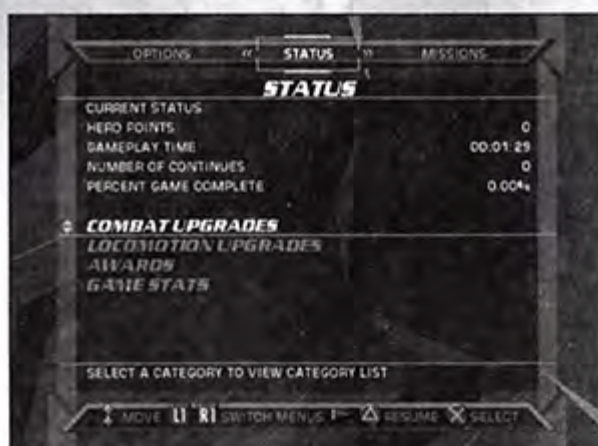 OPTIONS « STATUS » MISSIONS
STATUS
CURRENT STATUS
HERO POINTS 0
GAMEPLAY TIME 00:01:29
NUMBER OF CONTINUES 0
PERCENT GAME COMPLETE 0.00%
COMBAT UPGRADES
LOCOMOTION UPGRADES
AWARDS
GAME STATS
SELECT A CATEGORY TO VIEW CATEGORY LIST
MOVE L1 R1 SWITCH MENUS RESUME SELECT